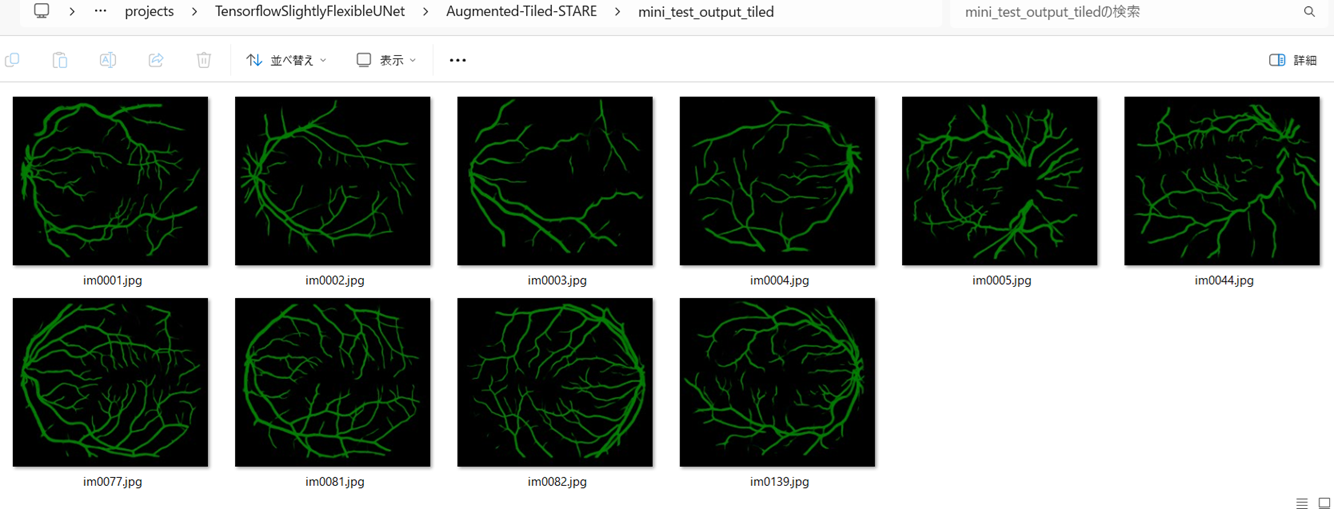 projects > TensorflowSlightlyFlexibleUNet > Augmented-Tiled-STARE > mini_test_output_tiled
mini_test_output_tiledの検索
並べ替え 表示 詳細
im0001.jpg im0002.jpg im0003.jpg im0004.jpg im0005.jpg im0044.jpg
im0077.jpg im0081.jpg im0082.jpg im0139.jpg